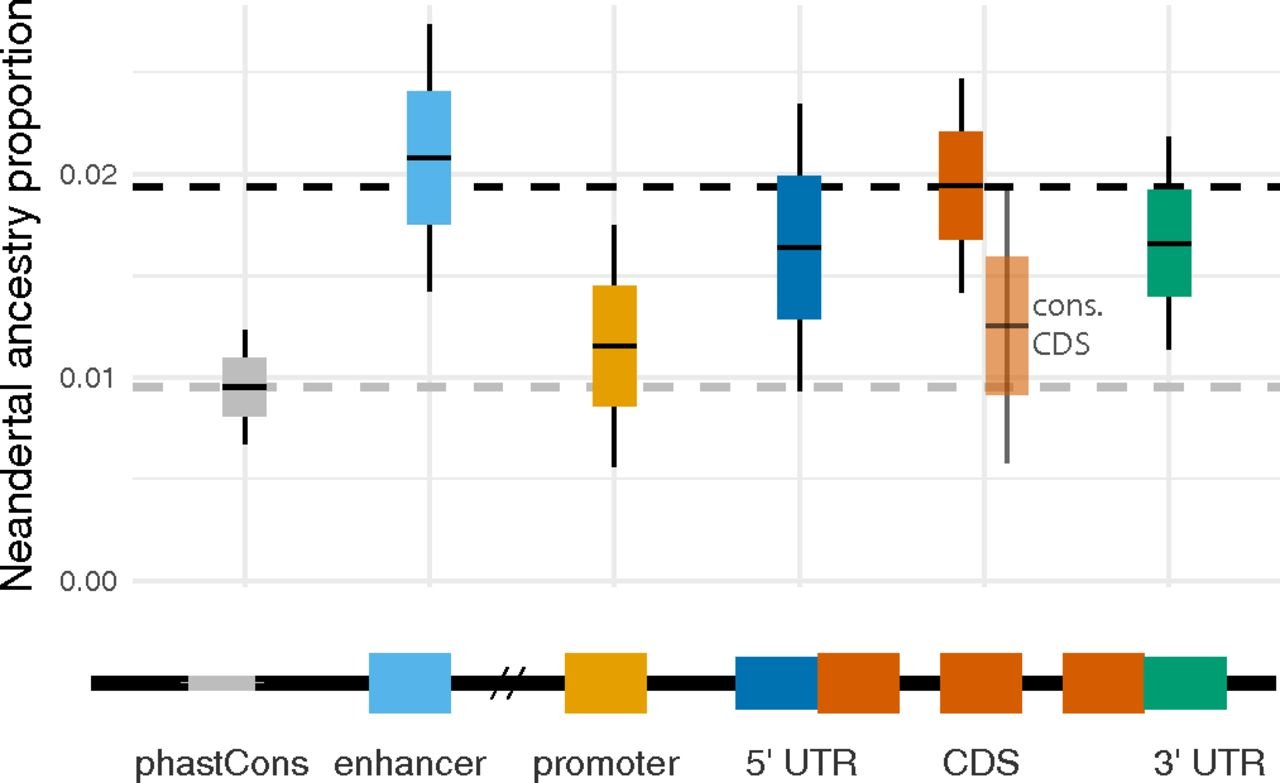 Neandertal ancestry proportion
0.02
0.01
0.00
cons.
CDS
phastCons enhancer promoter 5' UTR CDS 3' UTR